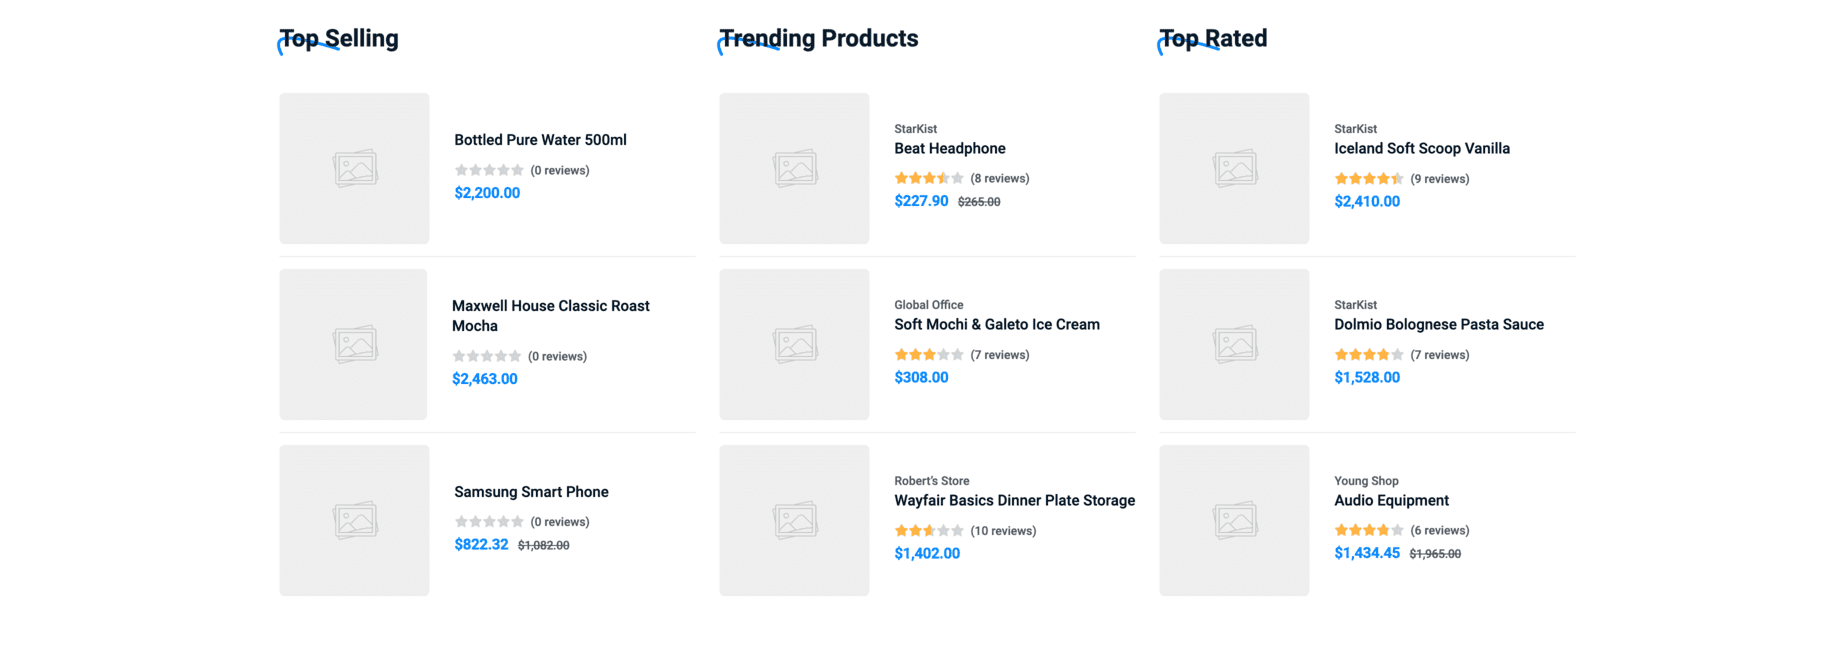 Top Selling
Bottled Pure Water 500ml
(0 reviews)
$2,200.00
Maxwell House Classic Roast
Mocha
(0 reviews)
$2,463.00
Samsung Smart Phone
(0 reviews)
$822.32 $1,082.00
Trending Products
StarKist
Beat Headphone
(8 reviews)
$227.90 $265.00
Global Office
Soft Mochi & Galeto Ice Cream
(7 reviews)
$308.00
Robert’s Store
Wayfair Basics Dinner Plate Storage
(10 reviews)
$1,402.00
Top Rated
StarKist
Iceland Soft Scoop Vanilla
(9 reviews)
$2,410.00
StarKist
Dolmio Bolognese Pasta Sauce
(7 reviews)
$1,528.00
Young Shop
Audio Equipment
(6 reviews)
$1,434.45 $1,965.00